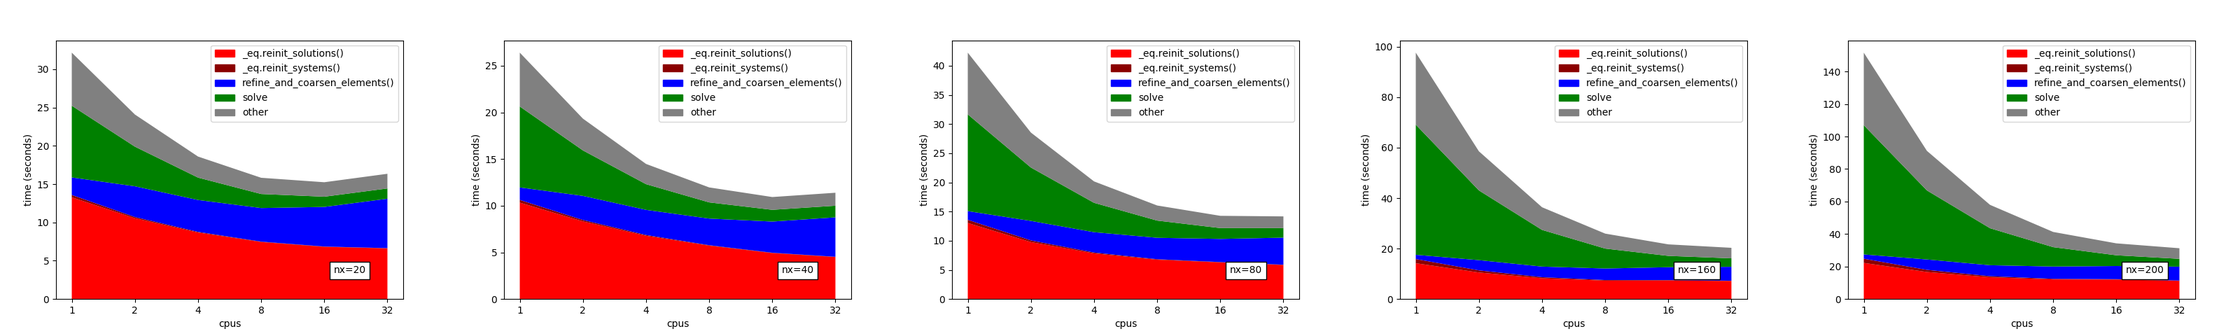 time (seconds)
30
25
20
15
10
5
0
_eq.reinit_solutions()
_eq.reinit_systems()
refine_and_coarsen_elements()
solve
other
nx=20
1 2 4 8 16 32
cpus
time (seconds)
25
20
15
10
5
0
_eq.reinit_solutions()
_eq.reinit_systems()
refine_and_coarsen_elements()
solve
other
nx=40
1 2 4 8 16 32
cpus
time (seconds)
40
35
30
25
20
15
10
5
0
_eq.reinit_solutions()
_eq.reinit_systems()
refine_and_coarsen_elements()
solve
other
nx=80
1 2 4 8 16 32
cpus
time (seconds)
100
80
60
40
20
0
_eq.reinit_solutions()
_eq.reinit_systems()
refine_and_coarsen_elements()
solve
other
nx=160
1 2 4 8 16 32
cpus
time (seconds)
140
120
100
80
60
40
20
0
_eq.reinit_solutions()
_eq.reinit_systems()
refine_and_coarsen_elements()
solve
other
nx=200
1 2 4 8 16 32
cpus